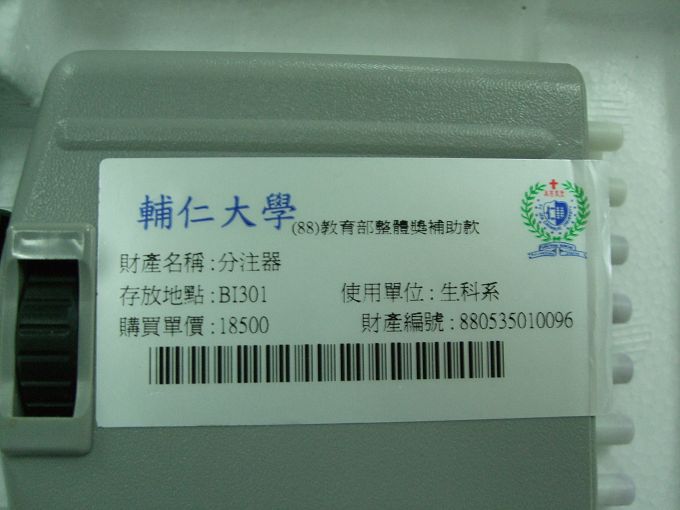 輔仁大學(88)教育部整體獎補助款
財產名稱:分注器
存放地點:BI301 使用單位:生科系
購買單價:18500 財產編號:880535010096